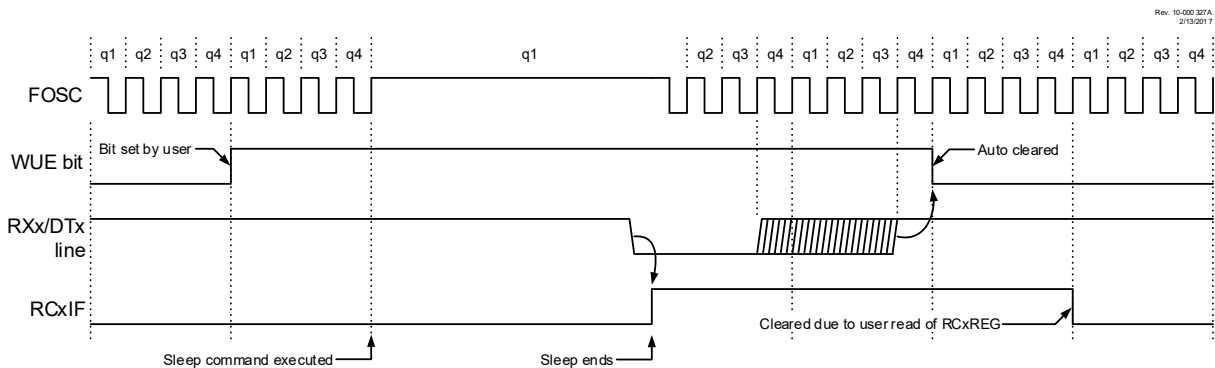 Rev. 10-000 327A
2/13/2017
q1 q2 q3 q4 q1 q2 q3 q4 q1 q2 q3 q4 q1 q2 q3 q4 q1 q2 q3 q4 q1 q2 q3 q4
FOSC
Bit set by user
Auto cleared
WUE bit
RXx/DTx
line
RCxIF
Cleared due to user read of RCxREG
Sleep command executed
Sleep ends